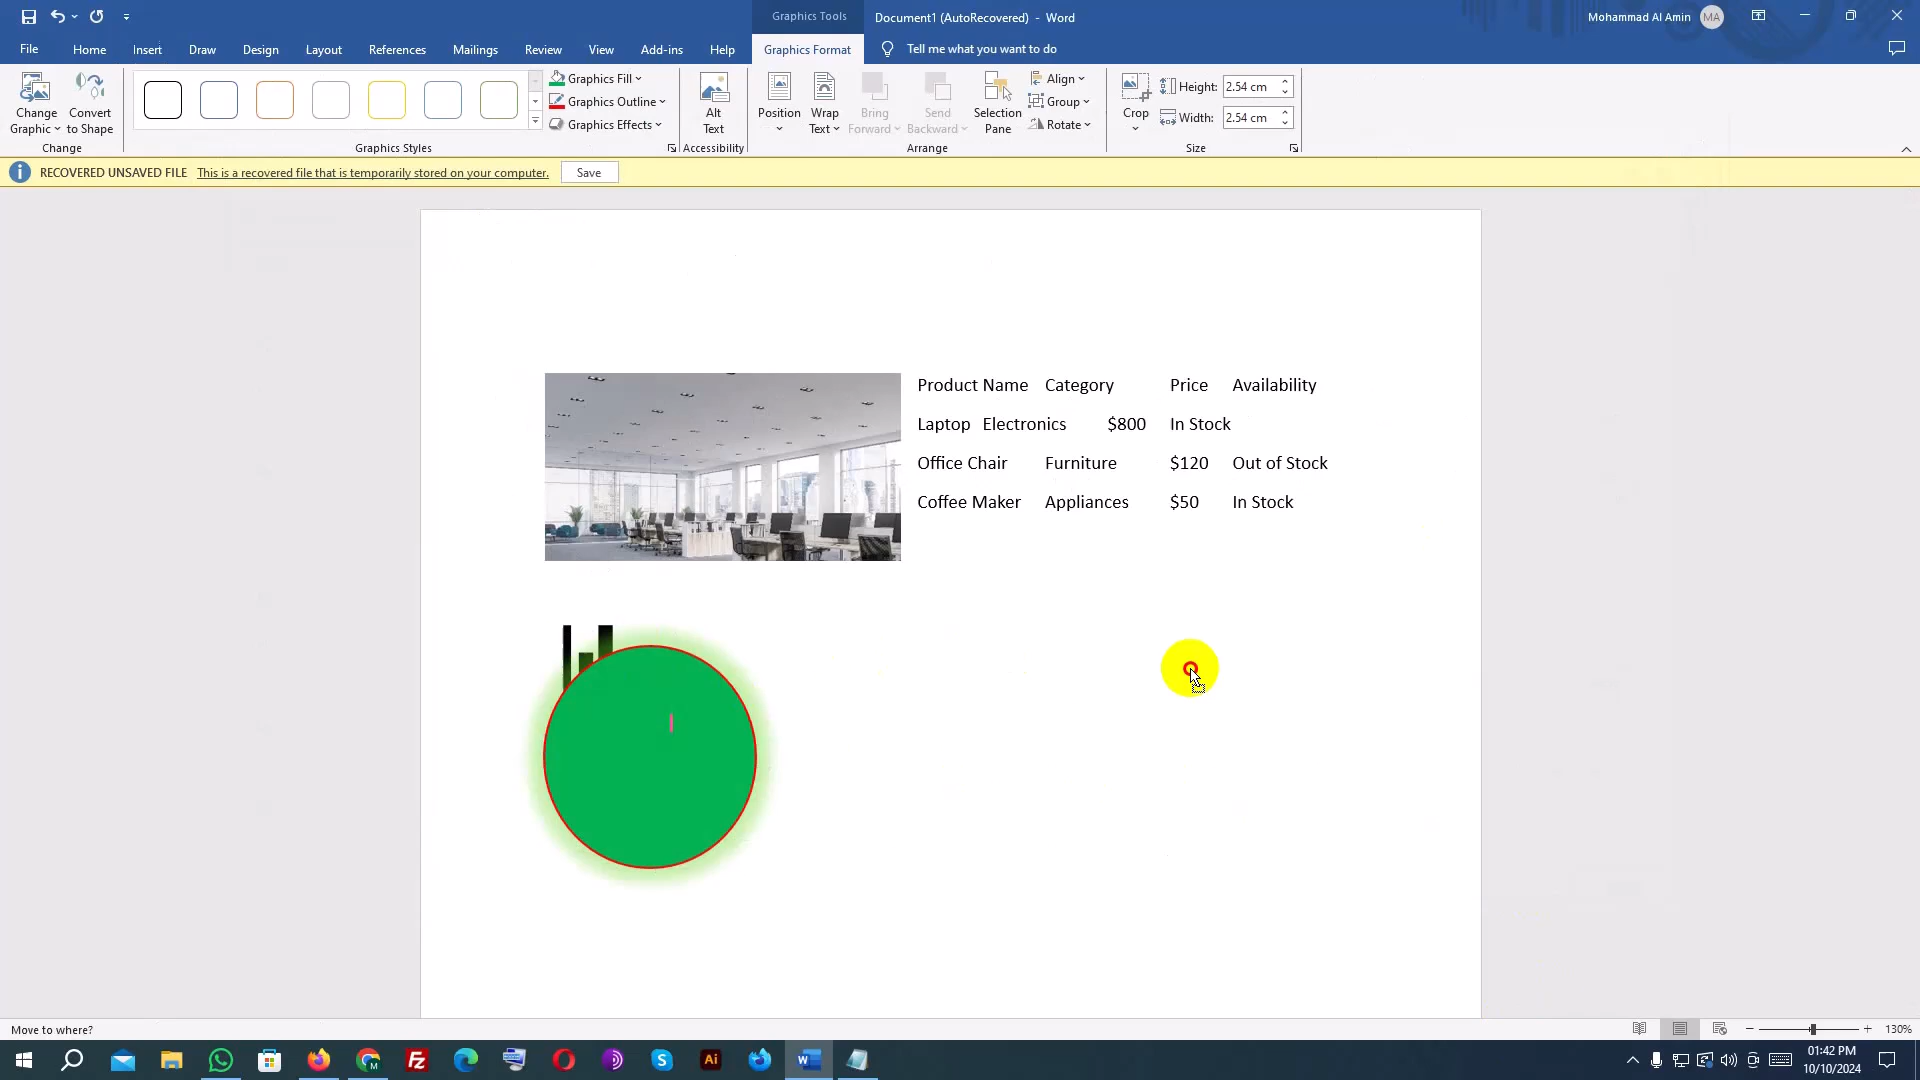 Graphics Tools
Document1 (AutoRecovered) - Word
Mohammad Al Amin
MA
File
Home
Insert
Draw
Design
Layout
References
Mailings
Review
View
Add-ins
Help
Graphics Format
Tell me what you want to do
Change
Graphic
Convert
to Shape
Change
Graphics Fill
Graphics Outline
Graphics Effects
Graphics Styles
Alt
Text
Accessibility
Position
Wrap
Text
Bring
Forward
Send
Backward
Selection
Pane
Align
Group
Rotate
Arrange
Crop
Height:
2.54 cm
Width:
2.54 cm
Size
RECOVERED UNSAVED FILE
This is a recovered file that is temporarily stored on your computer.
Save
Product Name Category Price Availability
Laptop Electronics $800 In Stock
Office Chair Furniture $120 Out of Stock
Coffee Maker Appliances $50 In Stock
Move to where?
130%
M
Ai
W
01:42 PM
10/10/2024